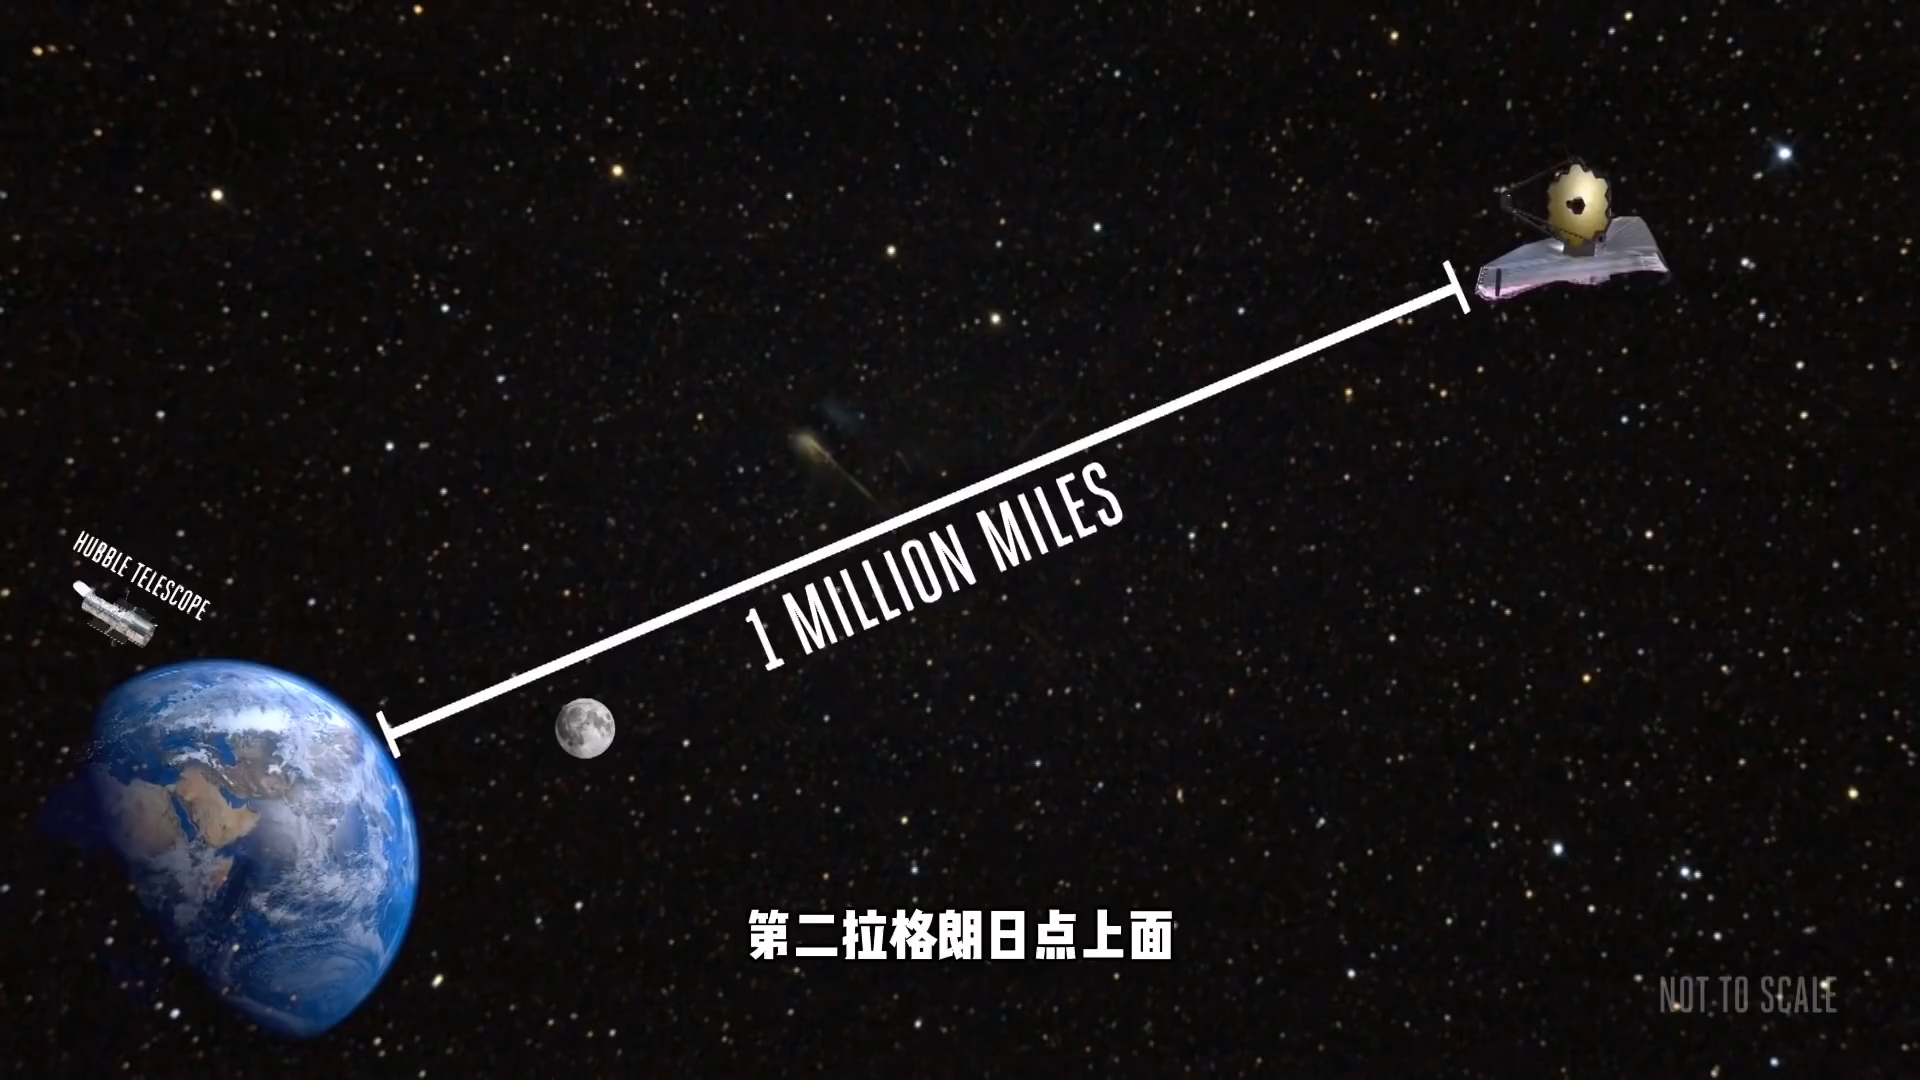 HUBBLE TELESCOPE
1 MILLION MILES
第二拉格朗日点上面
NOT TO SCALE